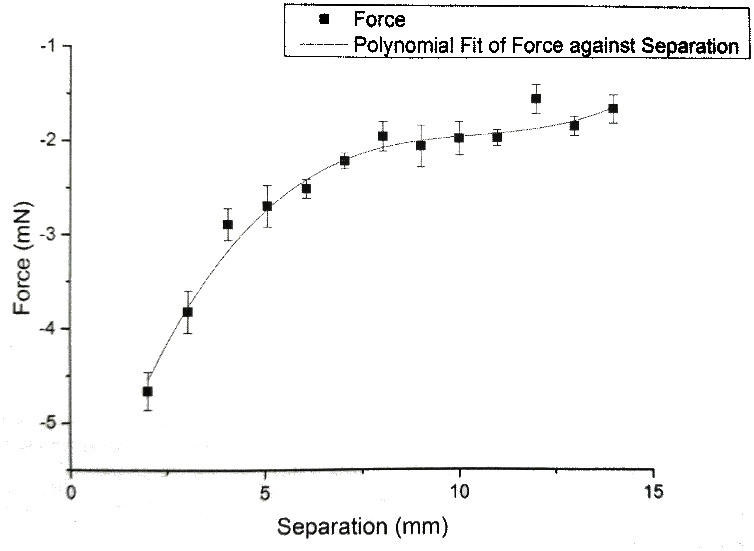 Force
Polynomial Fit of Force against Separation
-1
-2
-3
-4
-5
Force (mN)
0
5
10
15
Separation (mm)